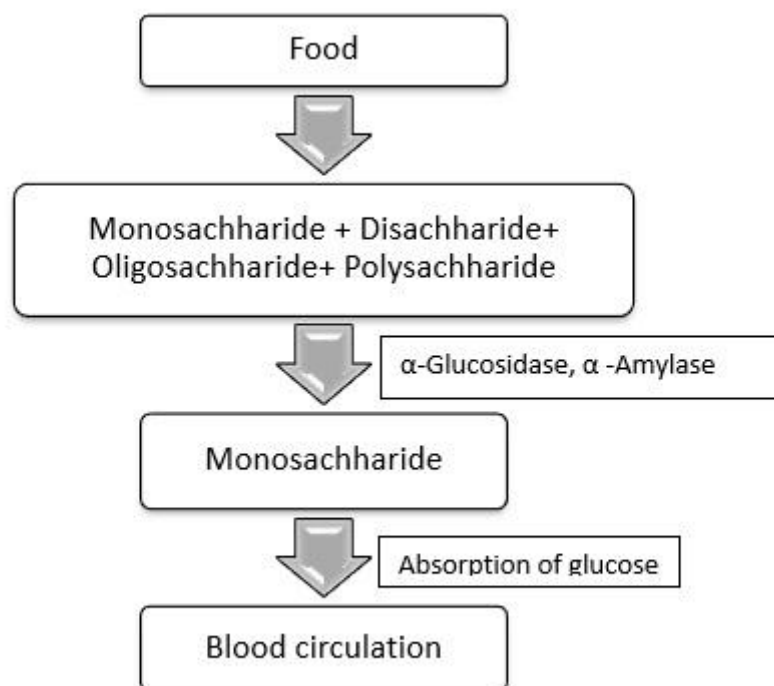 Food
Monosachharide + Disachharide+
Oligosachharide+ Polysachharide
α-Glucosidase, α -Amylase
Monosachharide
Absorption of glucose
Blood circulation